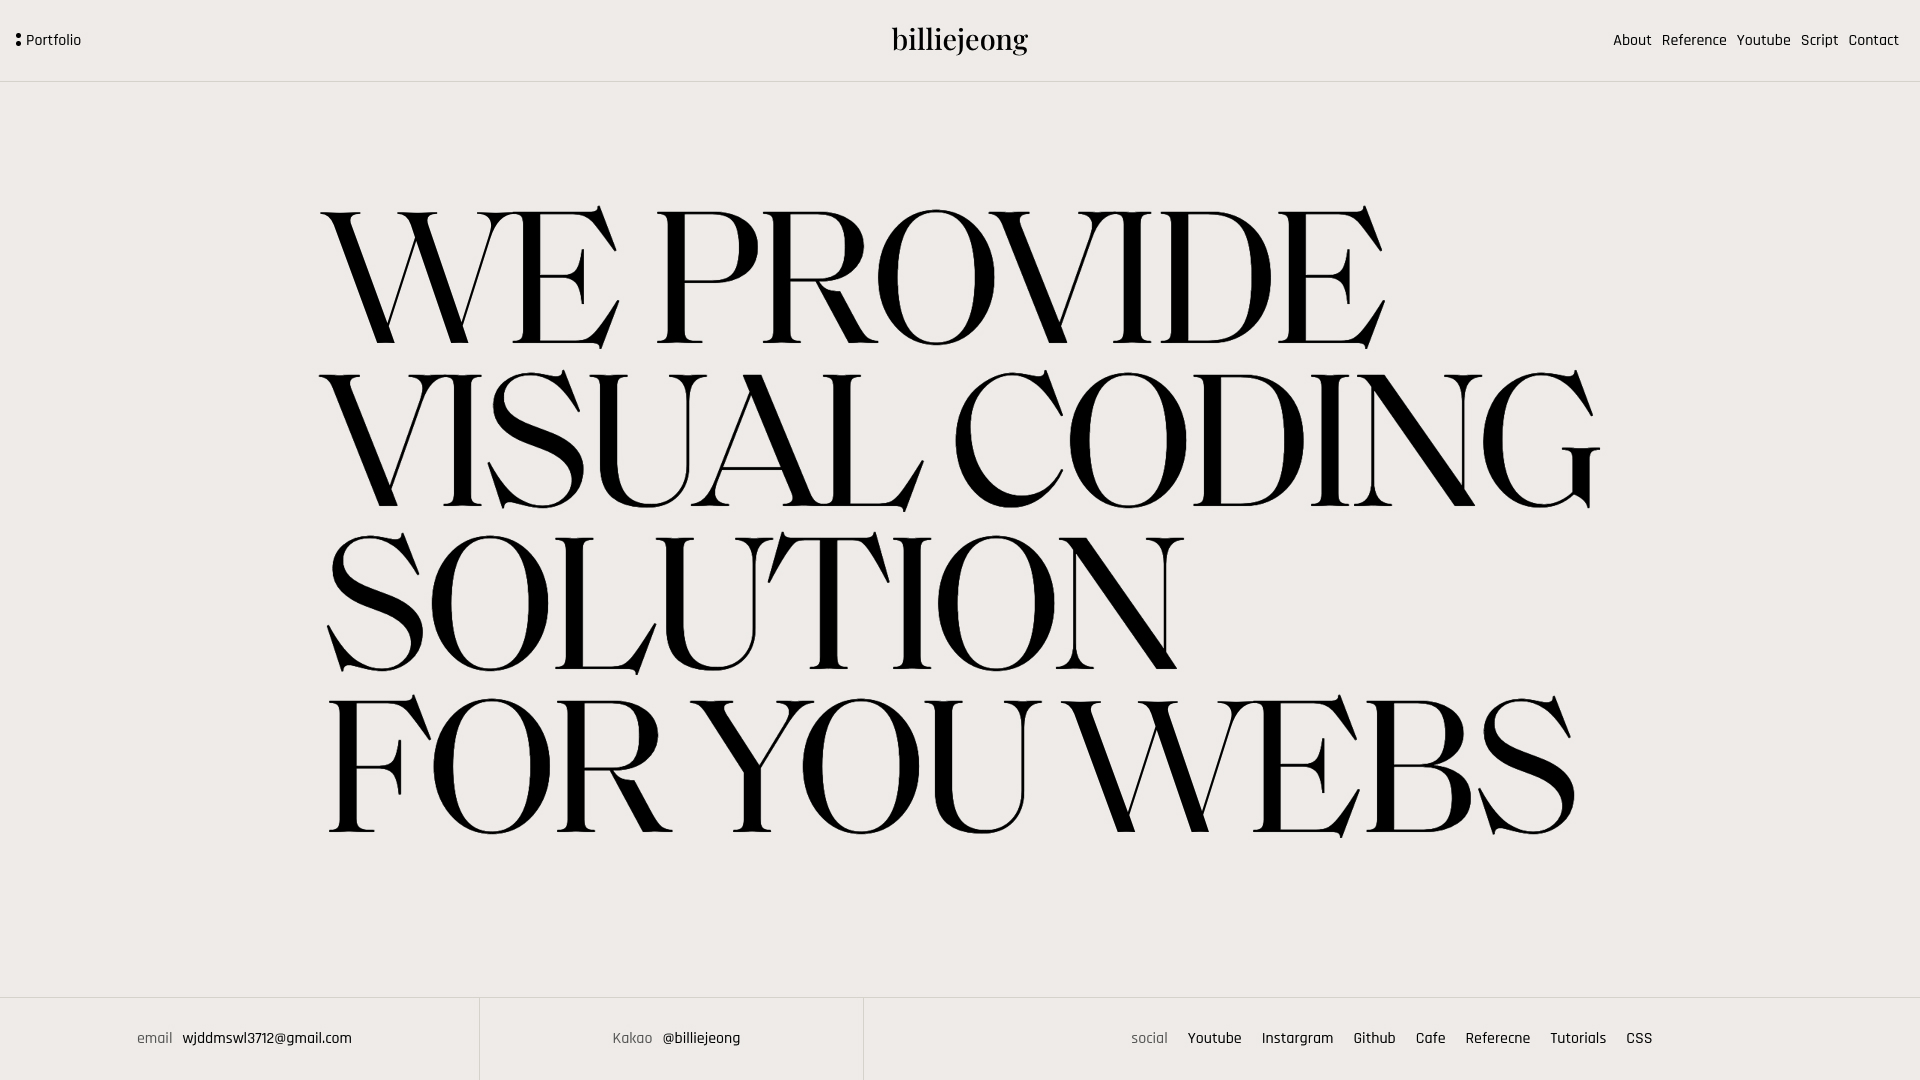 Portfolio
billiejeong
About Reference Youtube Script Contact
WE PROVIDE
VISUAL CODING
SOLUTION
FOR YOU WEBS
email wjddmswl3712@gmail.com
Kakao @billiejeong
social Youtube Instargram Github Cafe Referecne Tutorials CSS